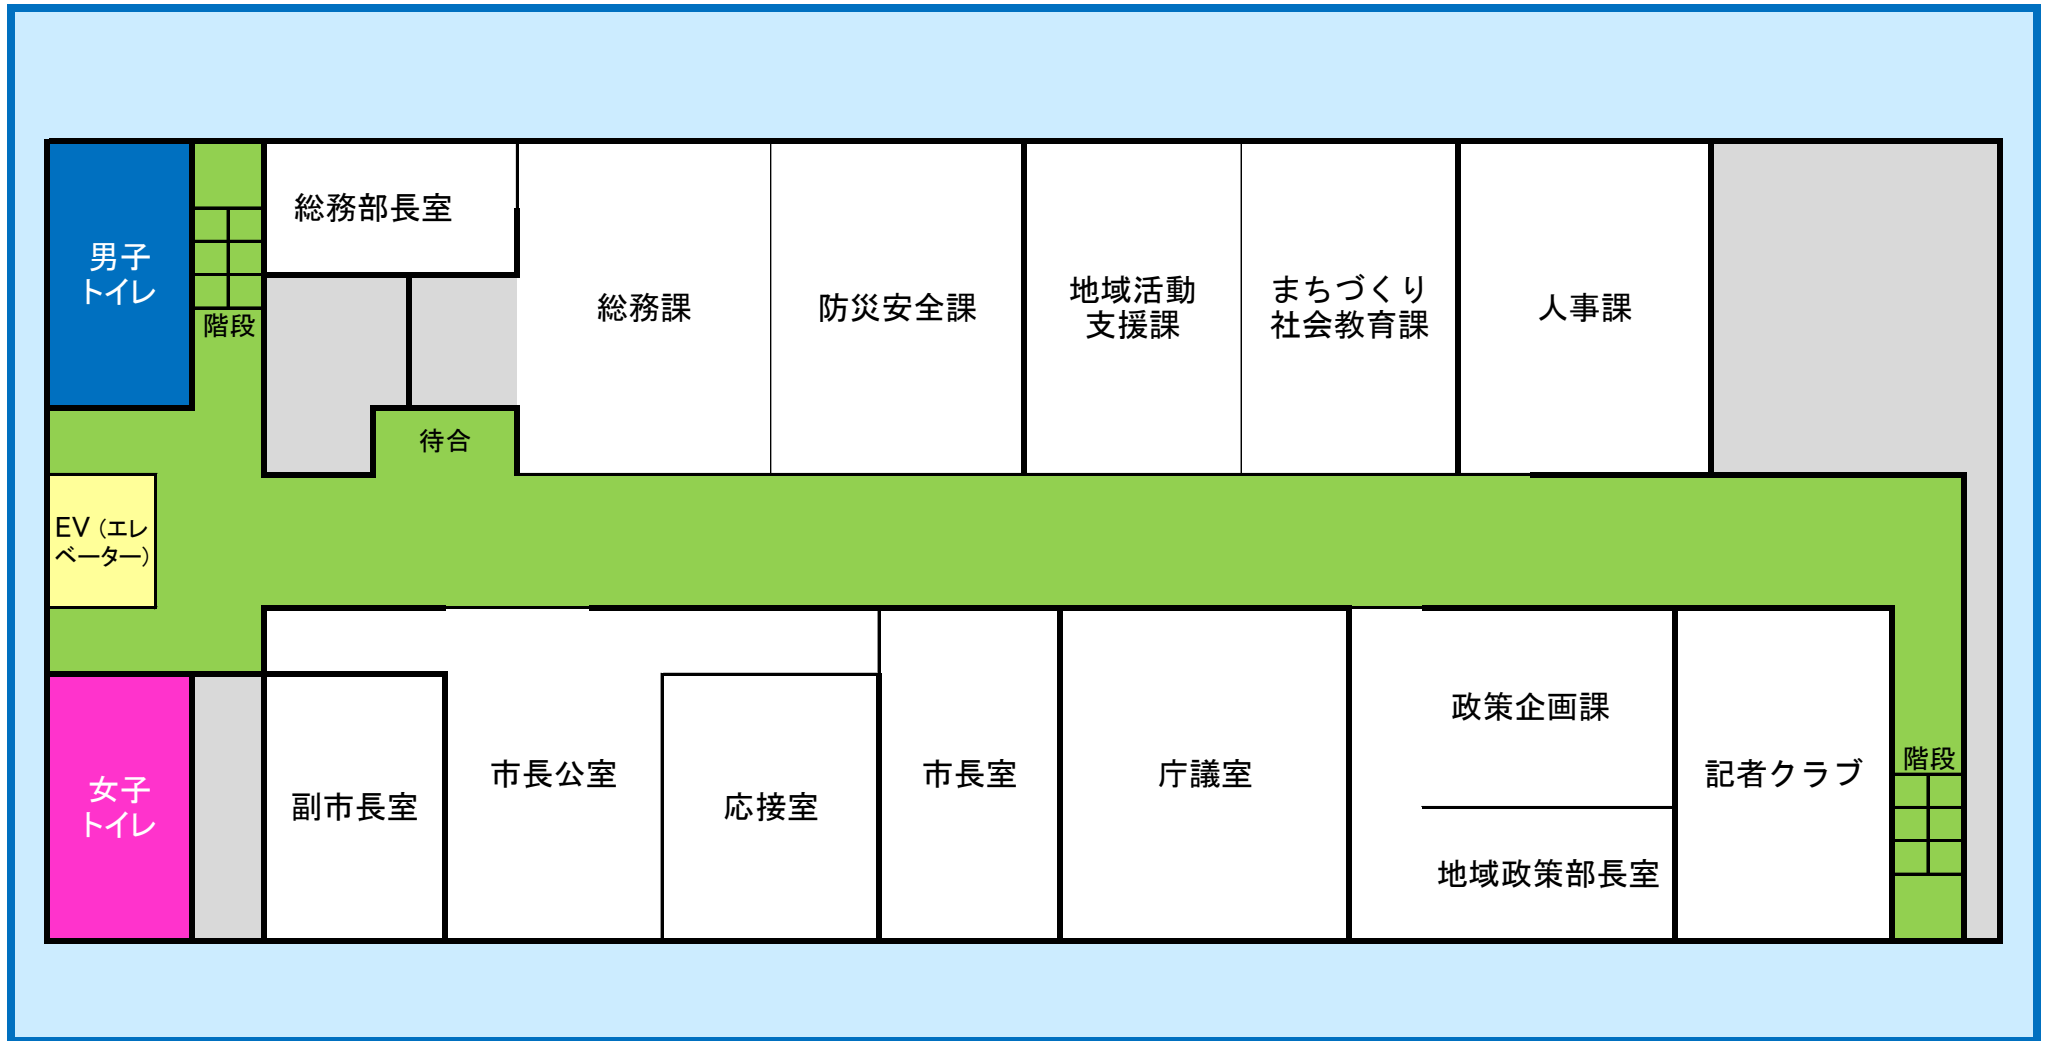 男子
トイレ
階段
総務部長室
総務課
防災安全課
地域活動
支援課
まちづくり
社会教育課
人事課
待合
EV（エレ
ベーター）
女子
トイレ
副市長室
市長公室
応接室
市長室
庁議室
政策企画課
地域政策部長室
記者クラブ
階段